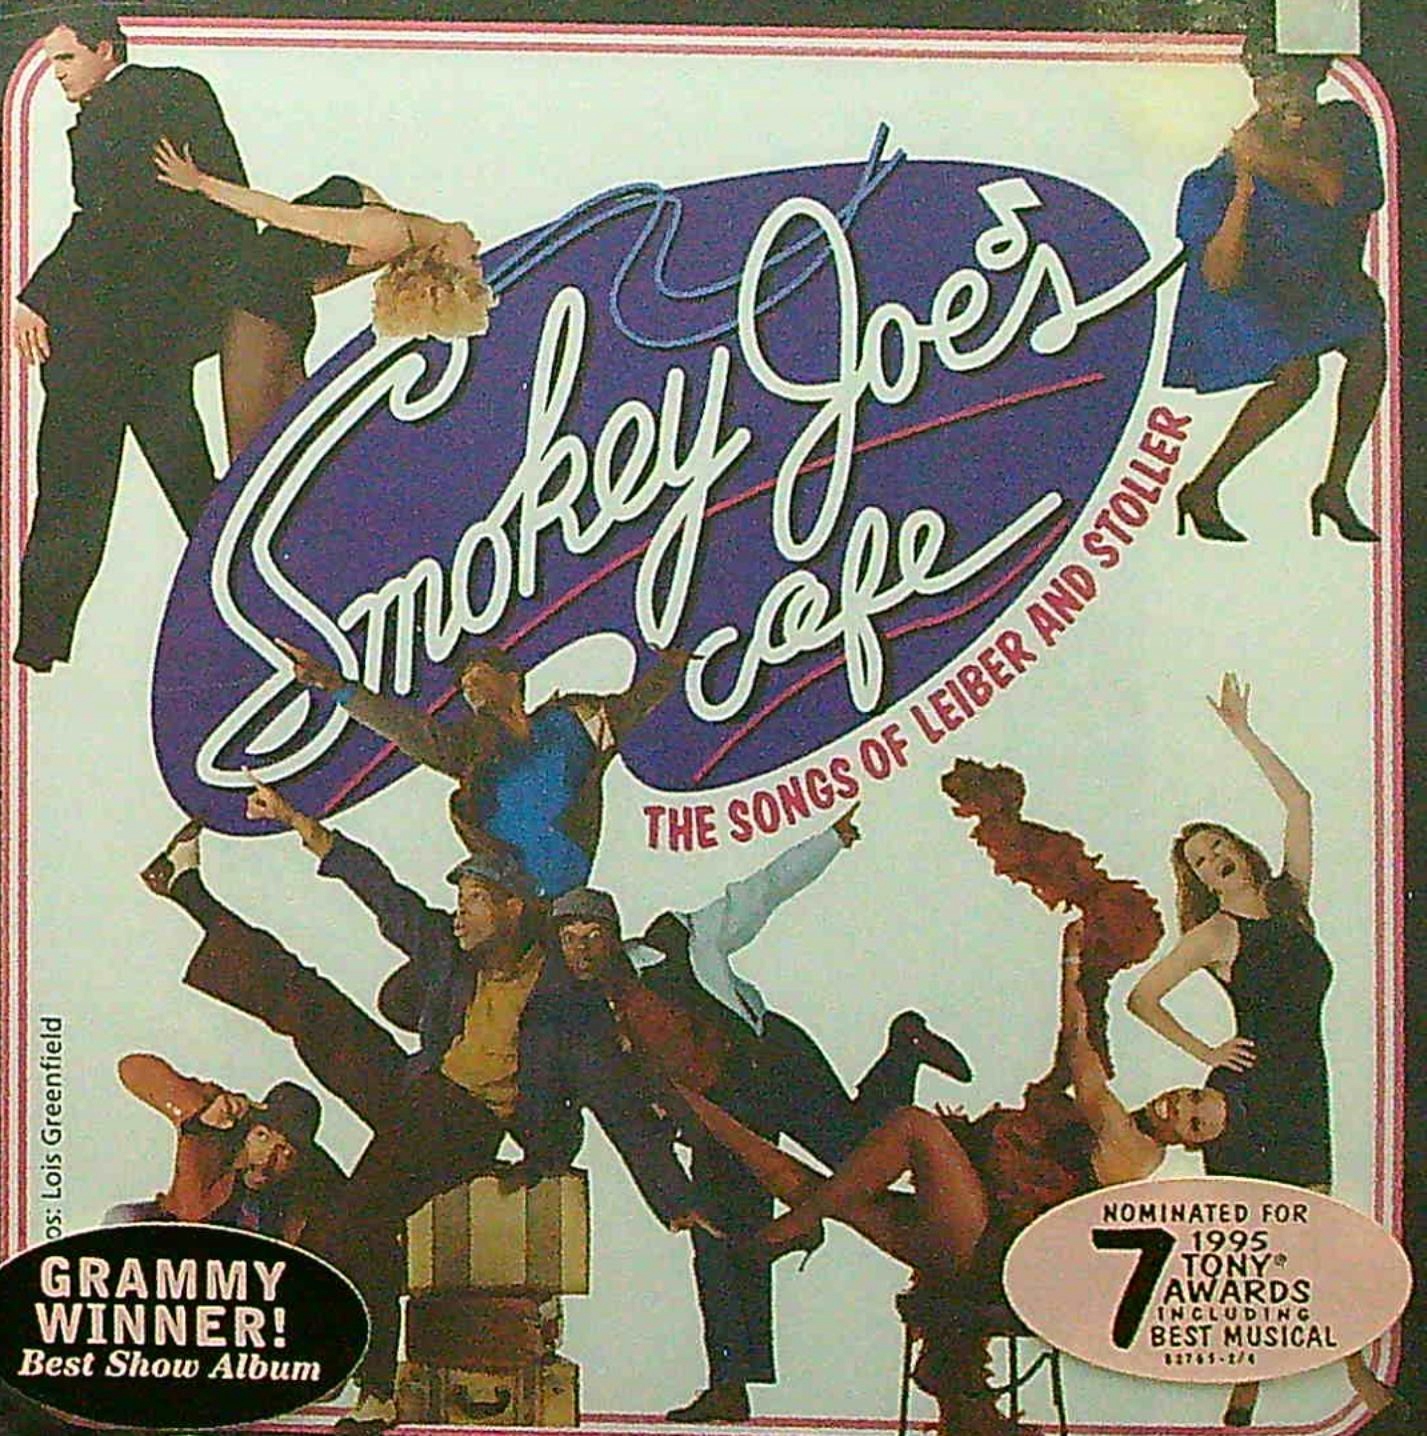 Smokey Joe's
cafe
THE SONGS OF LEIBER AND STOLLER
os: Lois Greenfield
GRAMMY
WINNER!
Best Show Album
NOMINATED FOR
7 1995
TONY®
AWARDS
INCLUDING
BEST MUSICAL